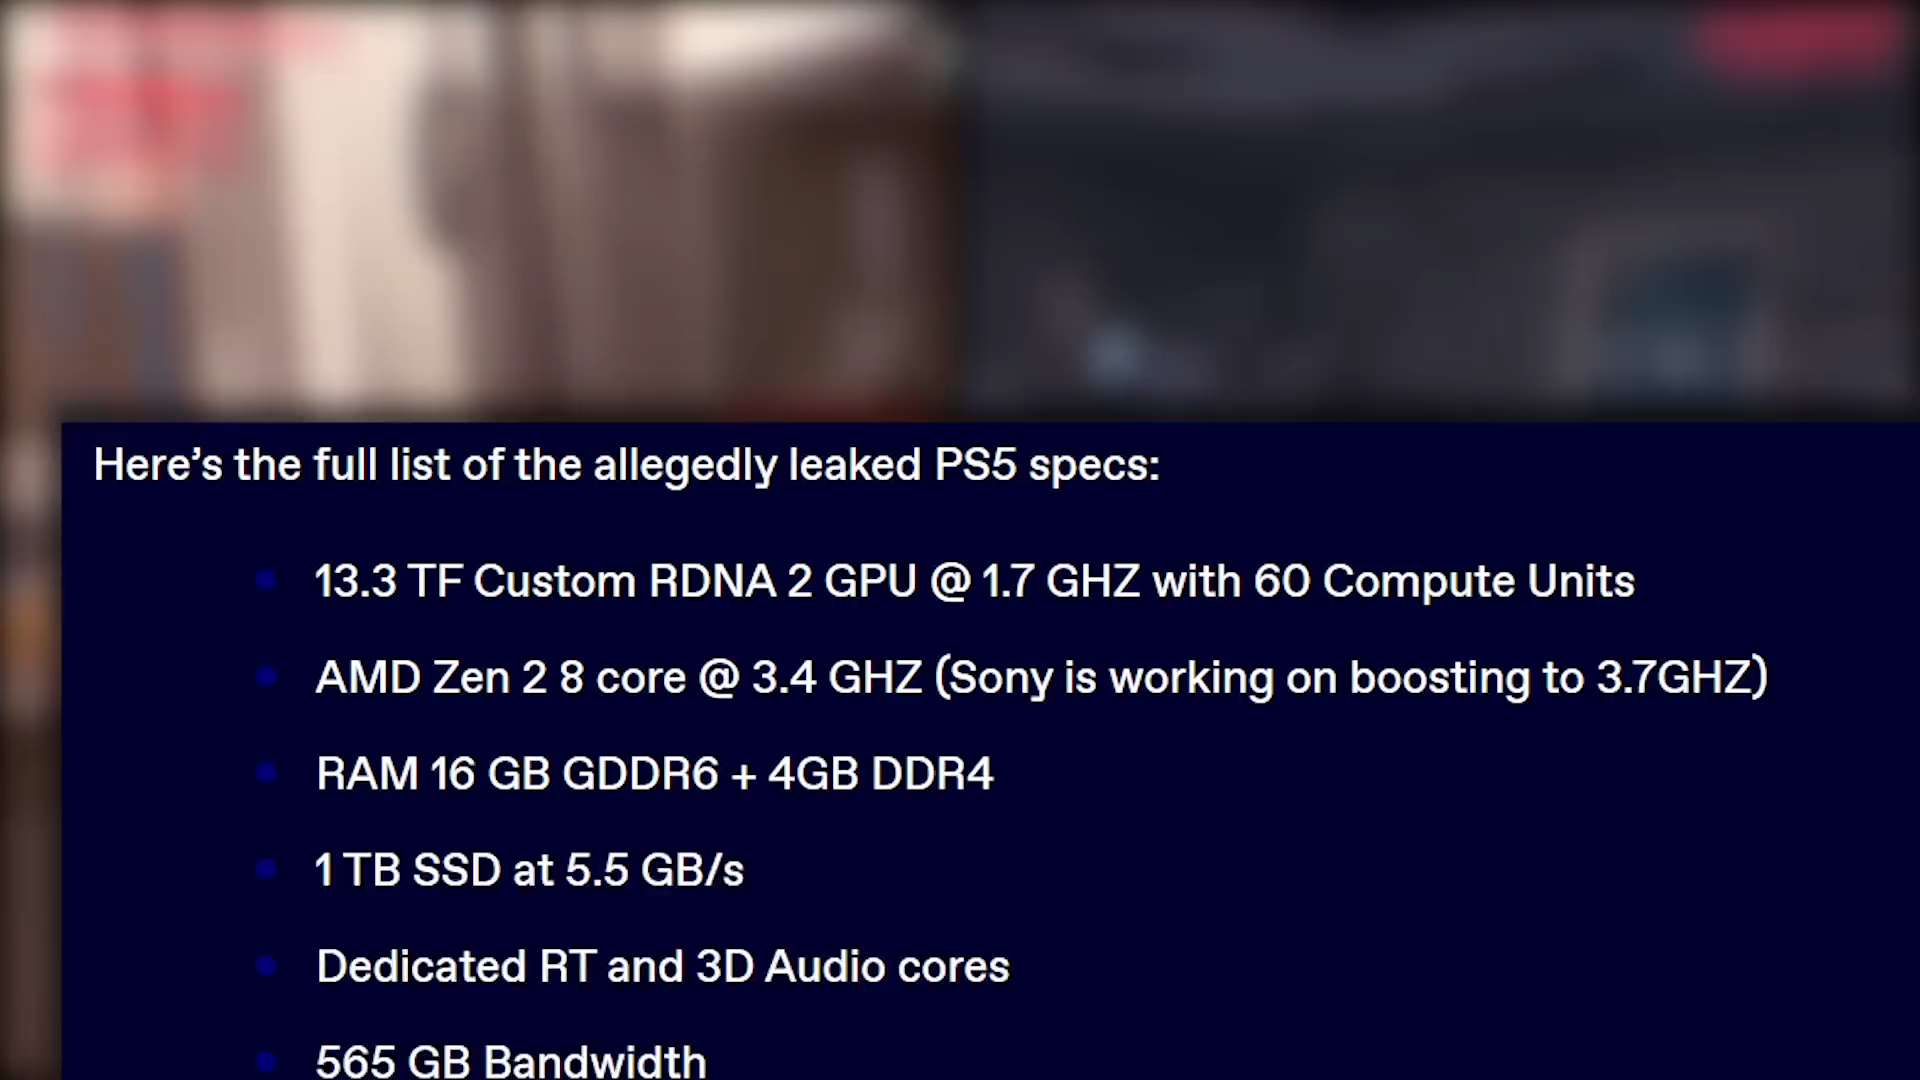 Here’s the full list of the allegedly leaked PS5 specs:
13.3 TF Custom RDNA 2 GPU @ 1.7 GHZ with 60 Compute Units
AMD Zen 2 8 core @ 3.4 GHZ (Sony is working on boosting to 3.7GHZ)
RAM 16 GB GDDR6 + 4GB DDR4
1 TB SSD at 5.5 GB/s
Dedicated RT and 3D Audio cores
565 GB Bandwidth